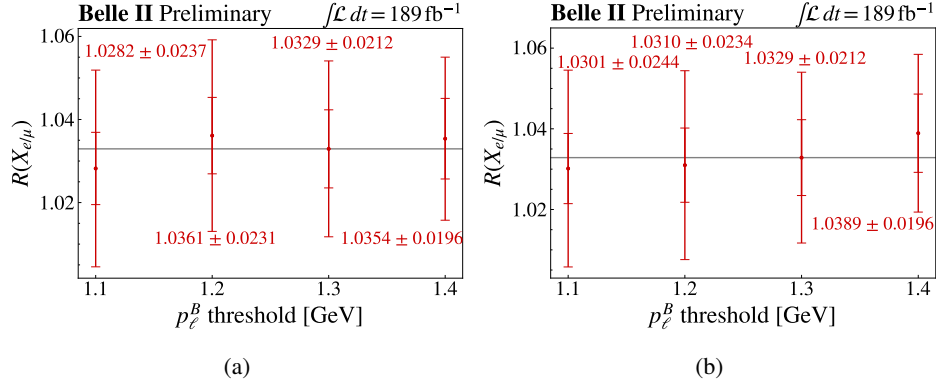 Belle II Preliminary ∫ℒ dt = 189 fb⁻¹
1.06
1.04
1.02
R(X_{e/μ})
1.0282 ± 0.0237
1.0329 ± 0.0212
1.0361 ± 0.0231
1.0354 ± 0.0196
1.1 1.2 1.3 1.4
p_ℓ^B threshold [GeV]
(a)
Belle II Preliminary ∫ℒ dt = 189 fb⁻¹
1.06
1.04
1.02
R(X_{e/μ})
1.0310 ± 0.0234
1.0301 ± 0.0244
1.0329 ± 0.0212
1.0389 ± 0.0196
1.1 1.2 1.3 1.4
p_ℓ^B threshold [GeV]
(b)